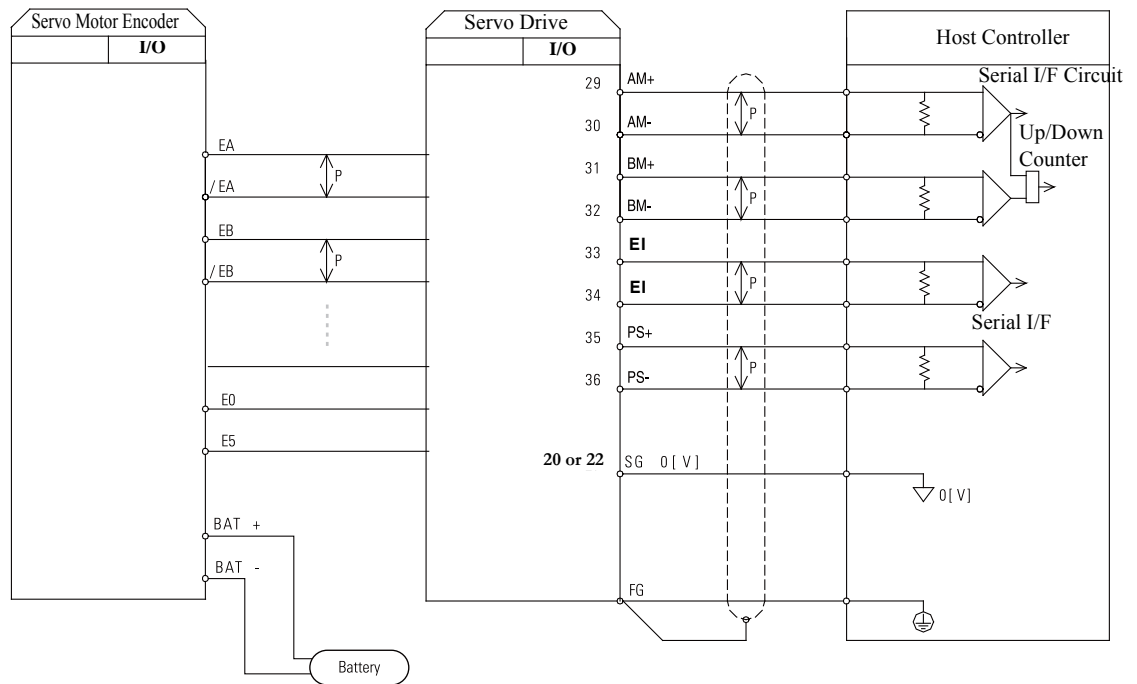 Servo Motor Encoder
I/O
EA
/EA
P
EB
/EB
P
E0
E5
BAT +
BAT -
Battery
Servo Drive
I/O
29 AM+
30 AM-
P
31 BM+
32 BM-
P
33 EI
34 EI
P
35 PS+
36 PS-
P
20 or 22 SG 0[V]
FG
Host Controller
Serial I/F Circuit
Up/Down
Counter
Serial I/F
0[V]